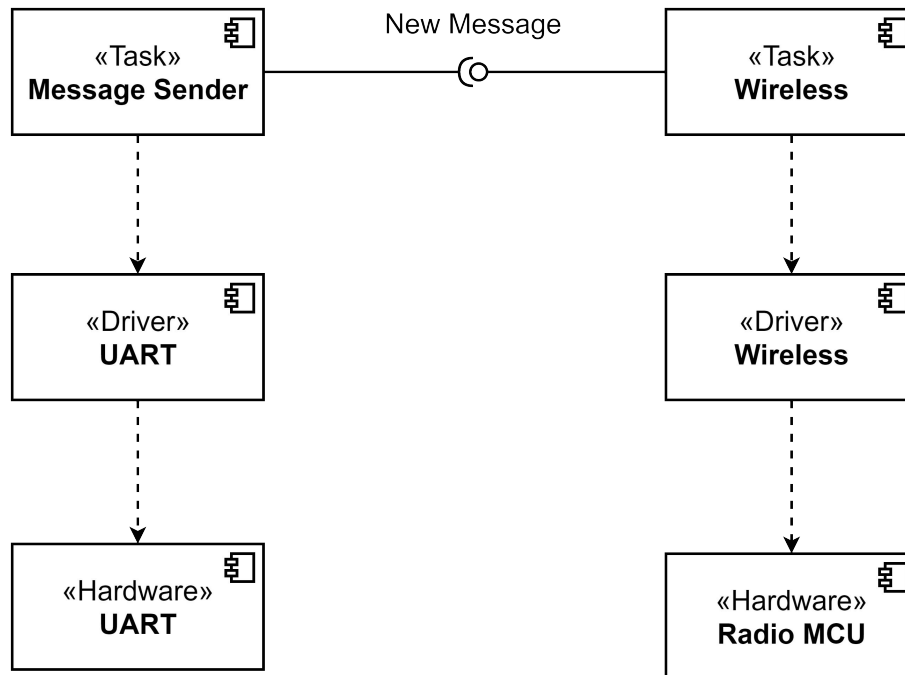 New Message
«Task»
Message Sender
«Task»
Wireless
«Driver»
UART
«Driver»
Wireless
«Hardware»
UART
«Hardware»
Radio MCU